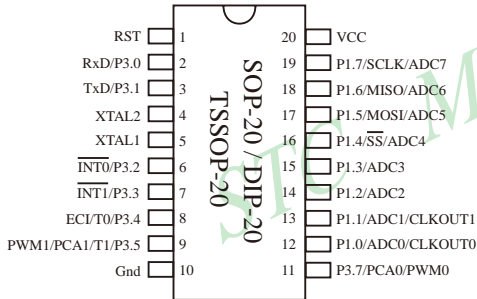 RST 1 20 VCC
RxD/P3.0 2 19 P1.7/SCLK/ADC7
TxD/P3.1 3 18 P1.6/MISO/ADC6
XTAL2 4 17 P1.5/MOSI/ADC5
XTAL1 5 16 P1.4/SS/ADC4
INT0/P3.2 6 15 P1.3/ADC3
INT1/P3.3 7 14 P1.2/ADC2
ECI/T0/P3.4 8 13 P1.1/ADC1/CLKOUT1
PWM1/PCA1/T1/P3.5 9 12 P1.0/ADC0/CLKOUT0
Gnd 10 11 P3.7/PCA0/PWM0
SOP-20 / DIP-20
TSSOP-20
STC M